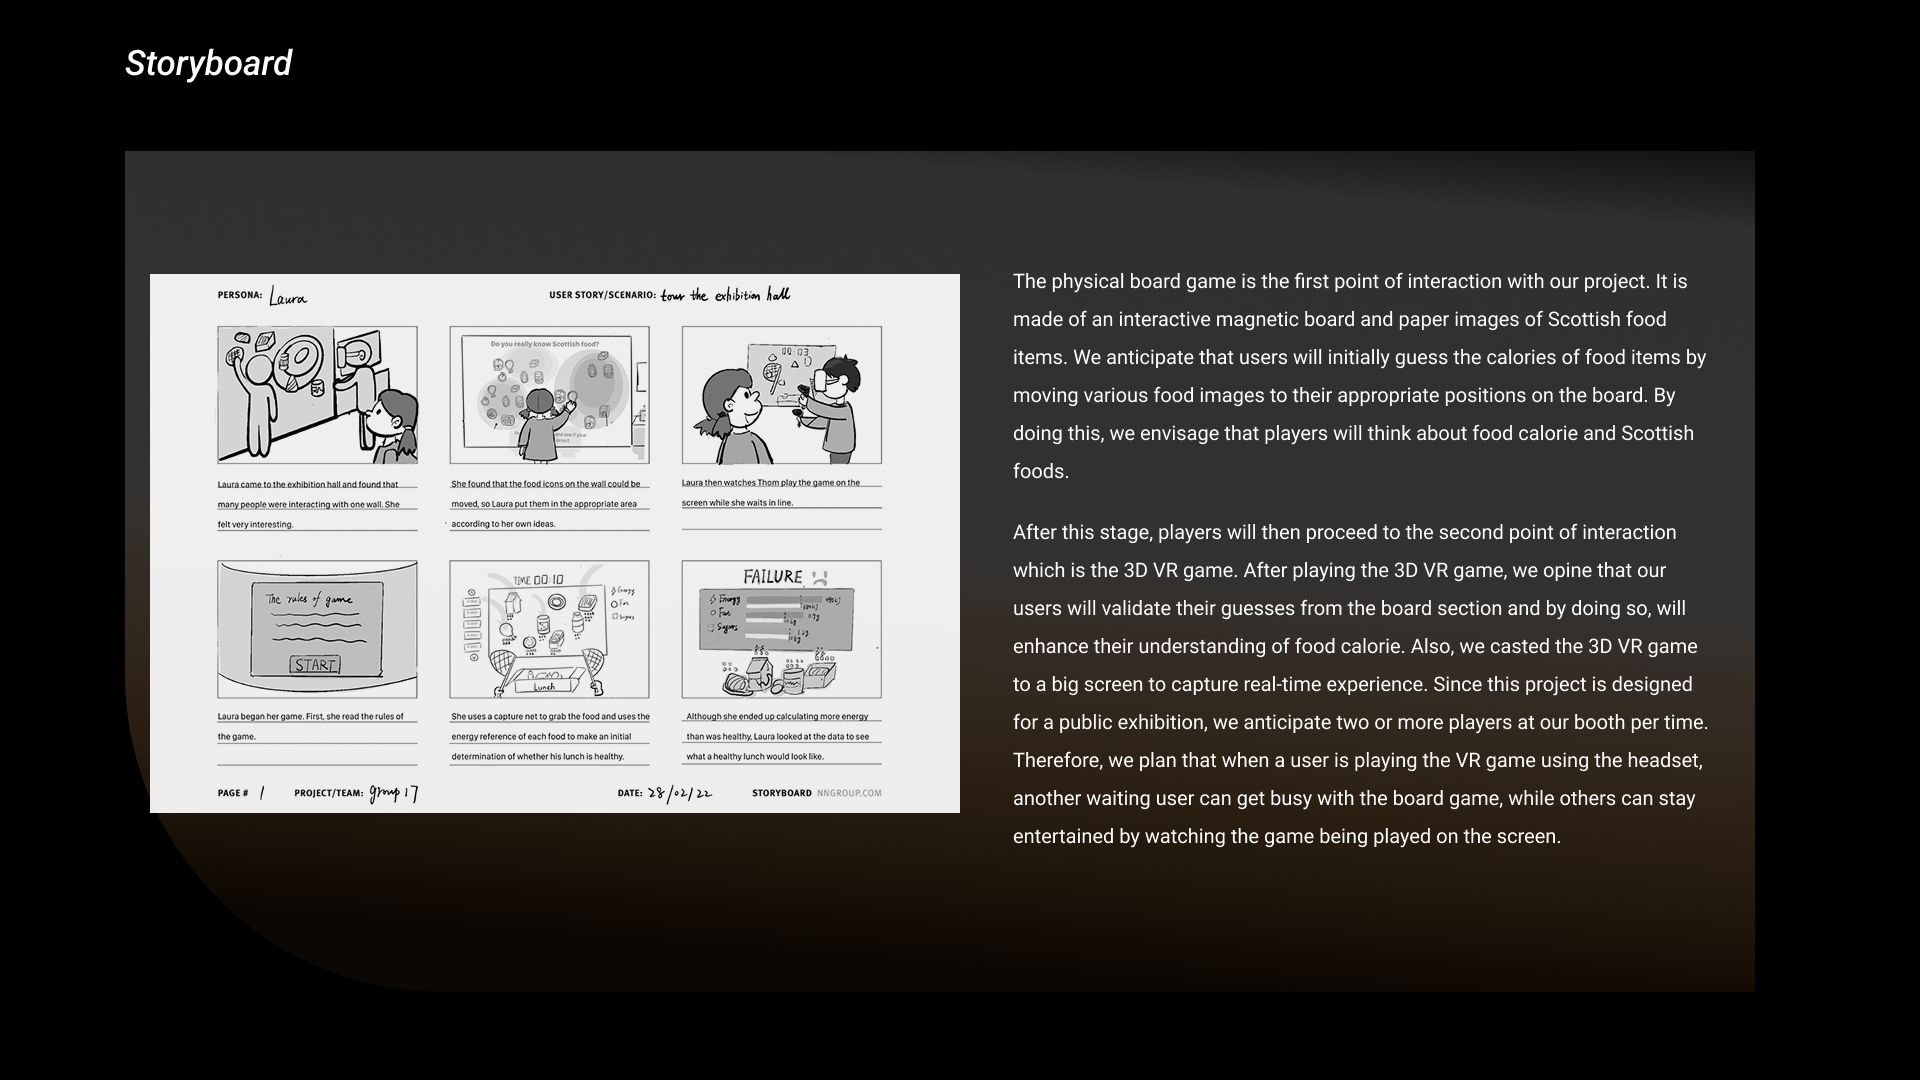 Storyboard
PERSONA: Laura
USER STORY/SCENARIO: tour the exhibition hall
Do you really know Scottish food?
and see if your
00:03
Laura came to the exhibition hall and found that
many people were interacting with one wall. She
felt very interesting.
She found that the food icons on the wall could be
moved, so Laura put them in the appropriate area
according to her own ideas.
Laura then watches Thom play the game on the
screen while she waits in line.
The rules of game
START
TIME 00:10
Energy
Fat
Sugars
Lunch
FAILURE
Energy
Fat
Sugars
Laura began her game. First, she read the rules of
the game.
She uses a capture net to grab the food and uses the
energy reference of each food to make an initial
determination of whether his lunch is healthy.
Although she ended up calculating more energy
than was healthy, Laura looked at the data to see
what a healthy lunch would look like.
PAGE # 1
PROJECT/TEAM: group 17
DATE: 28/02/22
STORYBOARD NNGROUP.COM
The physical board game is the first point of interaction with our project. It is
made of an interactive magnetic board and paper images of Scottish food
items. We anticipate that users will initially guess the calories of food items by
moving various food images to their appropriate positions on the board. By
doing this, we envisage that players will think about food calorie and Scottish
foods.
After this stage, players will then proceed to the second point of interaction
which is the 3D VR game. After playing the 3D VR game, we opine that our
users will validate their guesses from the board section and by doing so, will
enhance their understanding of food calorie. Also, we casted the 3D VR game
to a big screen to capture real-time experience. Since this project is designed
for a public exhibition, we anticipate two or more players at our booth per time.
Therefore, we plan that when a user is playing the VR game using the headset,
another waiting user can get busy with the board game, while others can stay
entertained by watching the game being played on the screen.